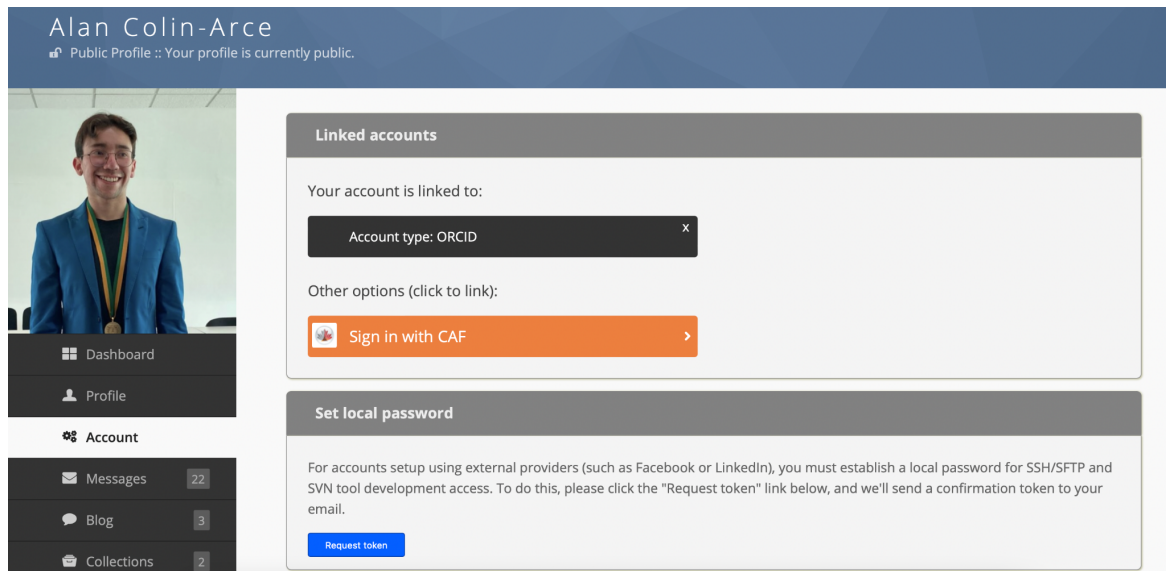 Alan Colin-Arce
Public Profile :: Your profile is currently public.
Linked accounts
Your account is linked to:
Account type: ORCID
x
Other options (click to link):
Sign in with CAF
Dashboard
Profile
Account
Messages 22
Blog 3
Collections 2
Set local password
For accounts setup using external providers (such as Facebook or LinkedIn), you must establish a local password for SSH/SFTP and
SVN tool development access. To do this, please click the "Request token" link below, and we'll send a confirmation token to your
email.
Request token